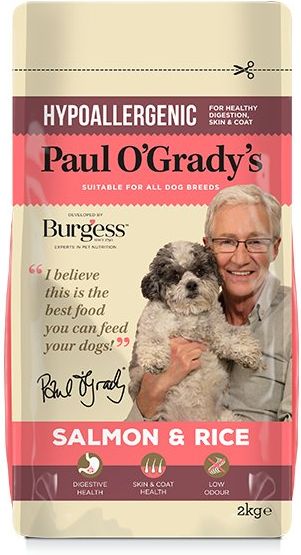 HYPOALLERGENIC
FOR HEALTHY
DIGESTION,
SKIN & COAT
Paul O'Grady's
SUITABLE FOR ALL DOG BREEDS
DEVELOPED BY
Burgess
SINCE 1961
EXPERTS IN PET NUTRITION
“I believe
this is the
best food
you can feed
your dogs!”
Paul O'Grady
SALMON & RICE
DIGESTIVE
HEALTH
SKIN & COAT
HEALTH
LOW
ODOUR
2kg e